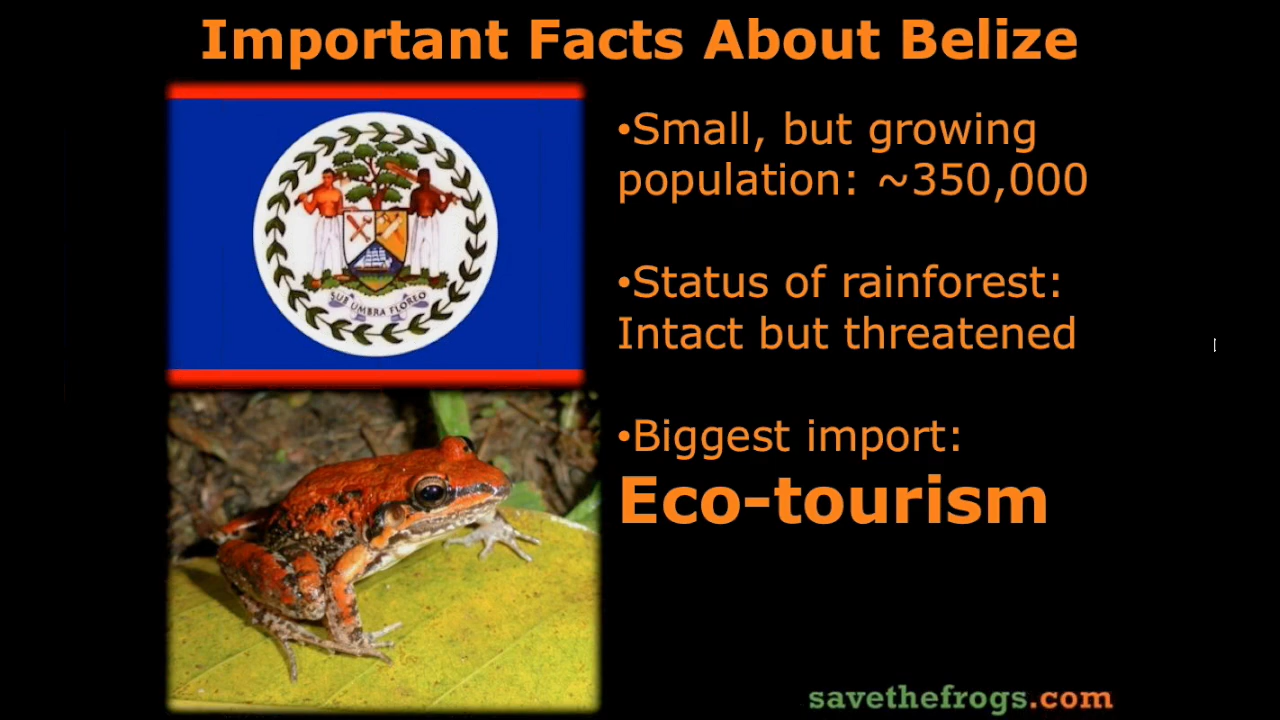 Important Facts About Belize
SUB UMBRA FLOREO
•Small, but growing
population: ~350,000
•Status of rainforest:
Intact but threatened
•Biggest import:
Eco-tourism
savethefrogs.com